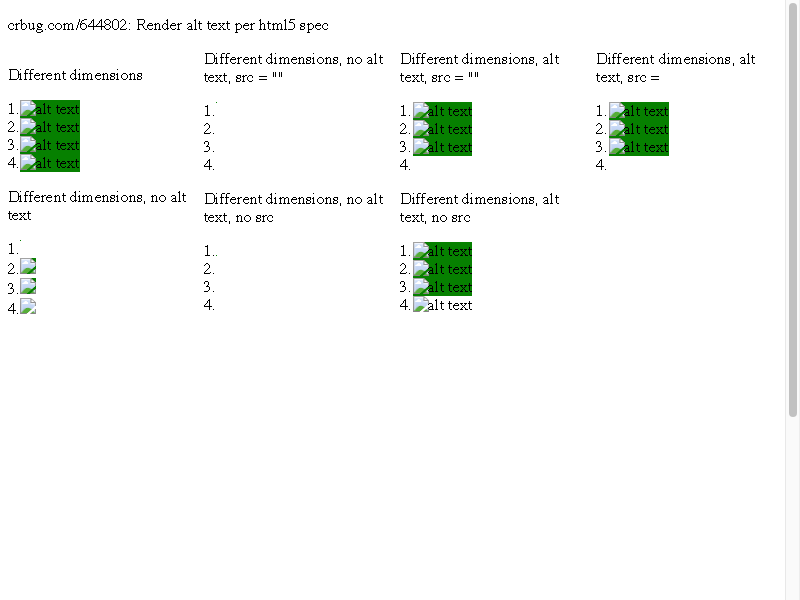 crbug.com/644802: Render alt text per html5 spec
Different dimensions
1. alt text
2. alt text
3. alt text
4. alt text
Different dimensions, no alt
text, src = ""
1.
2.
3.
4.
Different dimensions, alt
text, src = ""
1. alt text
2. alt text
3. alt text
4.
Different dimensions, alt
text, src =
1. alt text
2. alt text
3. alt text
4.
Different dimensions, no alt
text
1.
2.
3.
4.
Different dimensions, no alt
text, no src
1..
2.
3.
4.
Different dimensions, alt
text, no src
1. alt text
2. alt text
3. alt text
4. alt text